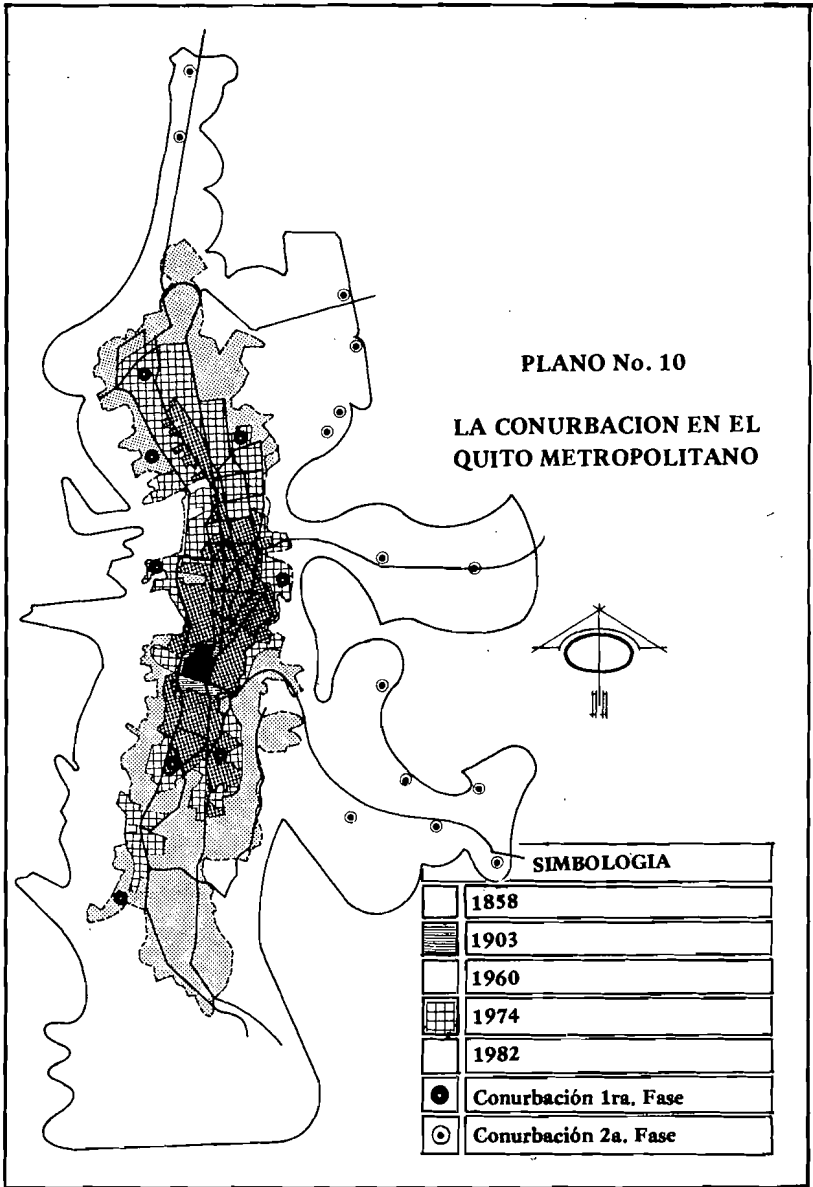 PLANO No. 10
LA CONURBACION EN EL
QUITO METROPOLITANO
SIMBOLOGIA
1858
1903
1960
1974
1982
Conurbación 1ra. Fase
Conurbación 2a. Fase